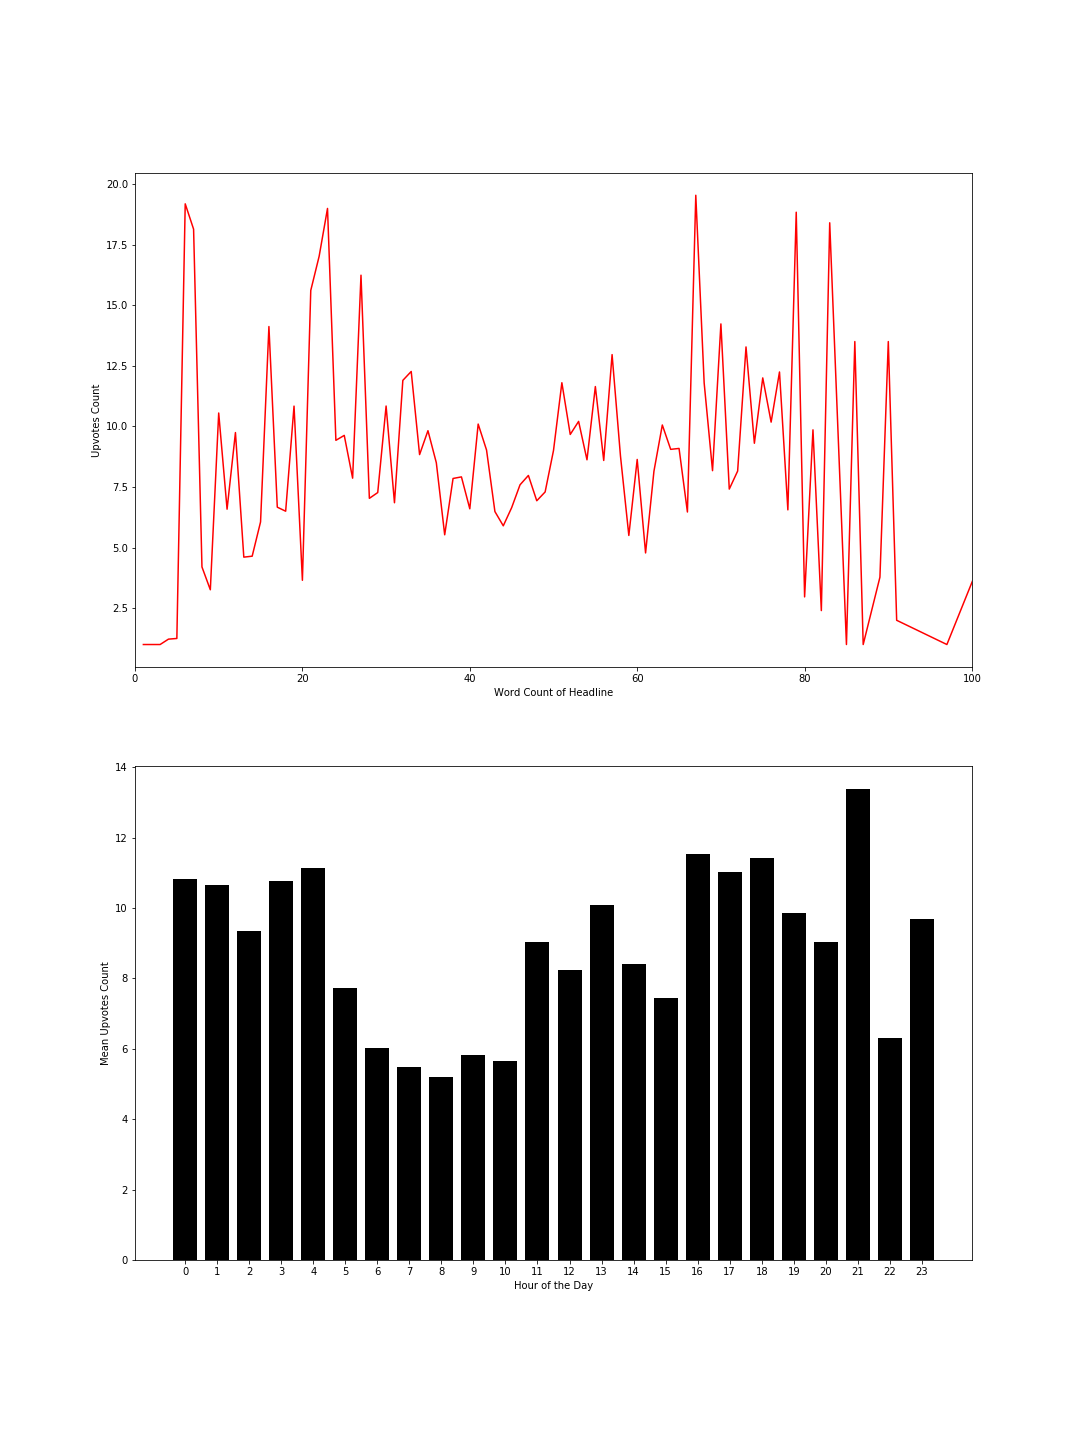 20.0
17.5
15.0
12.5
10.0
7.5
5.0
2.5
Upvotes Count
0 20 40 60 80 100
Word Count of Headline
14
12
10
8
6
4
2
0
Mean Upvotes Count
0 1 2 3 4 5 6 7 8 9 10 11 12 13 14 15 16 17 18 19 20 21 22 23
Hour of the Day